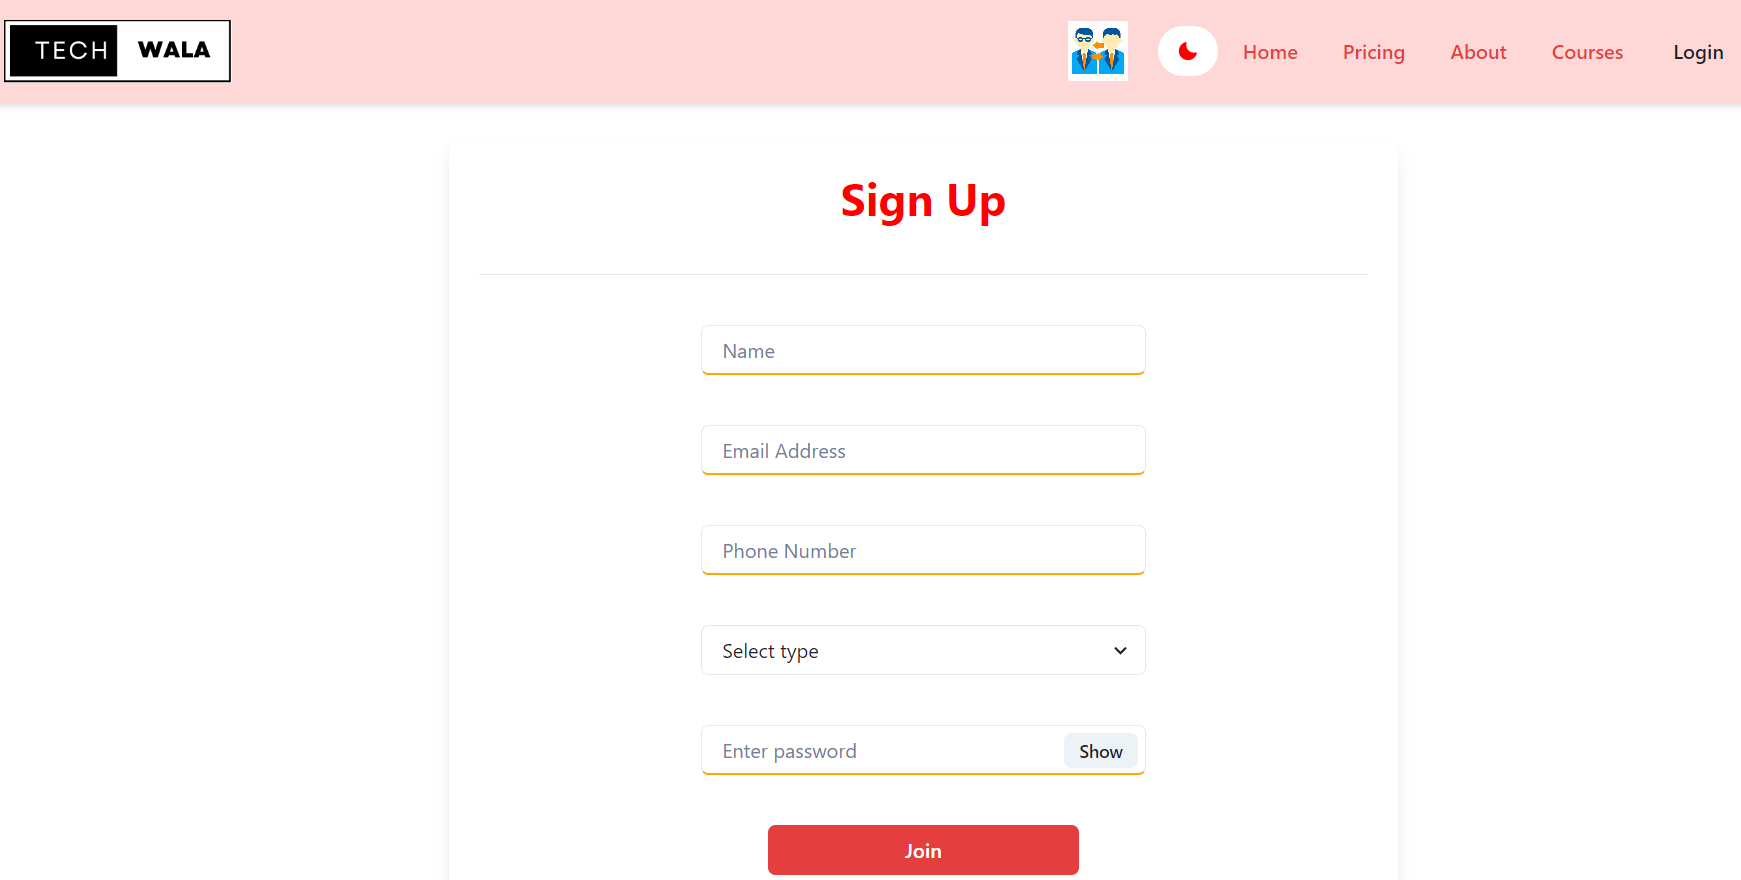 TECH WALA
Home Pricing About Courses Login
Sign Up
Name
Email Address
Phone Number
Select type
Enter password Show
Join